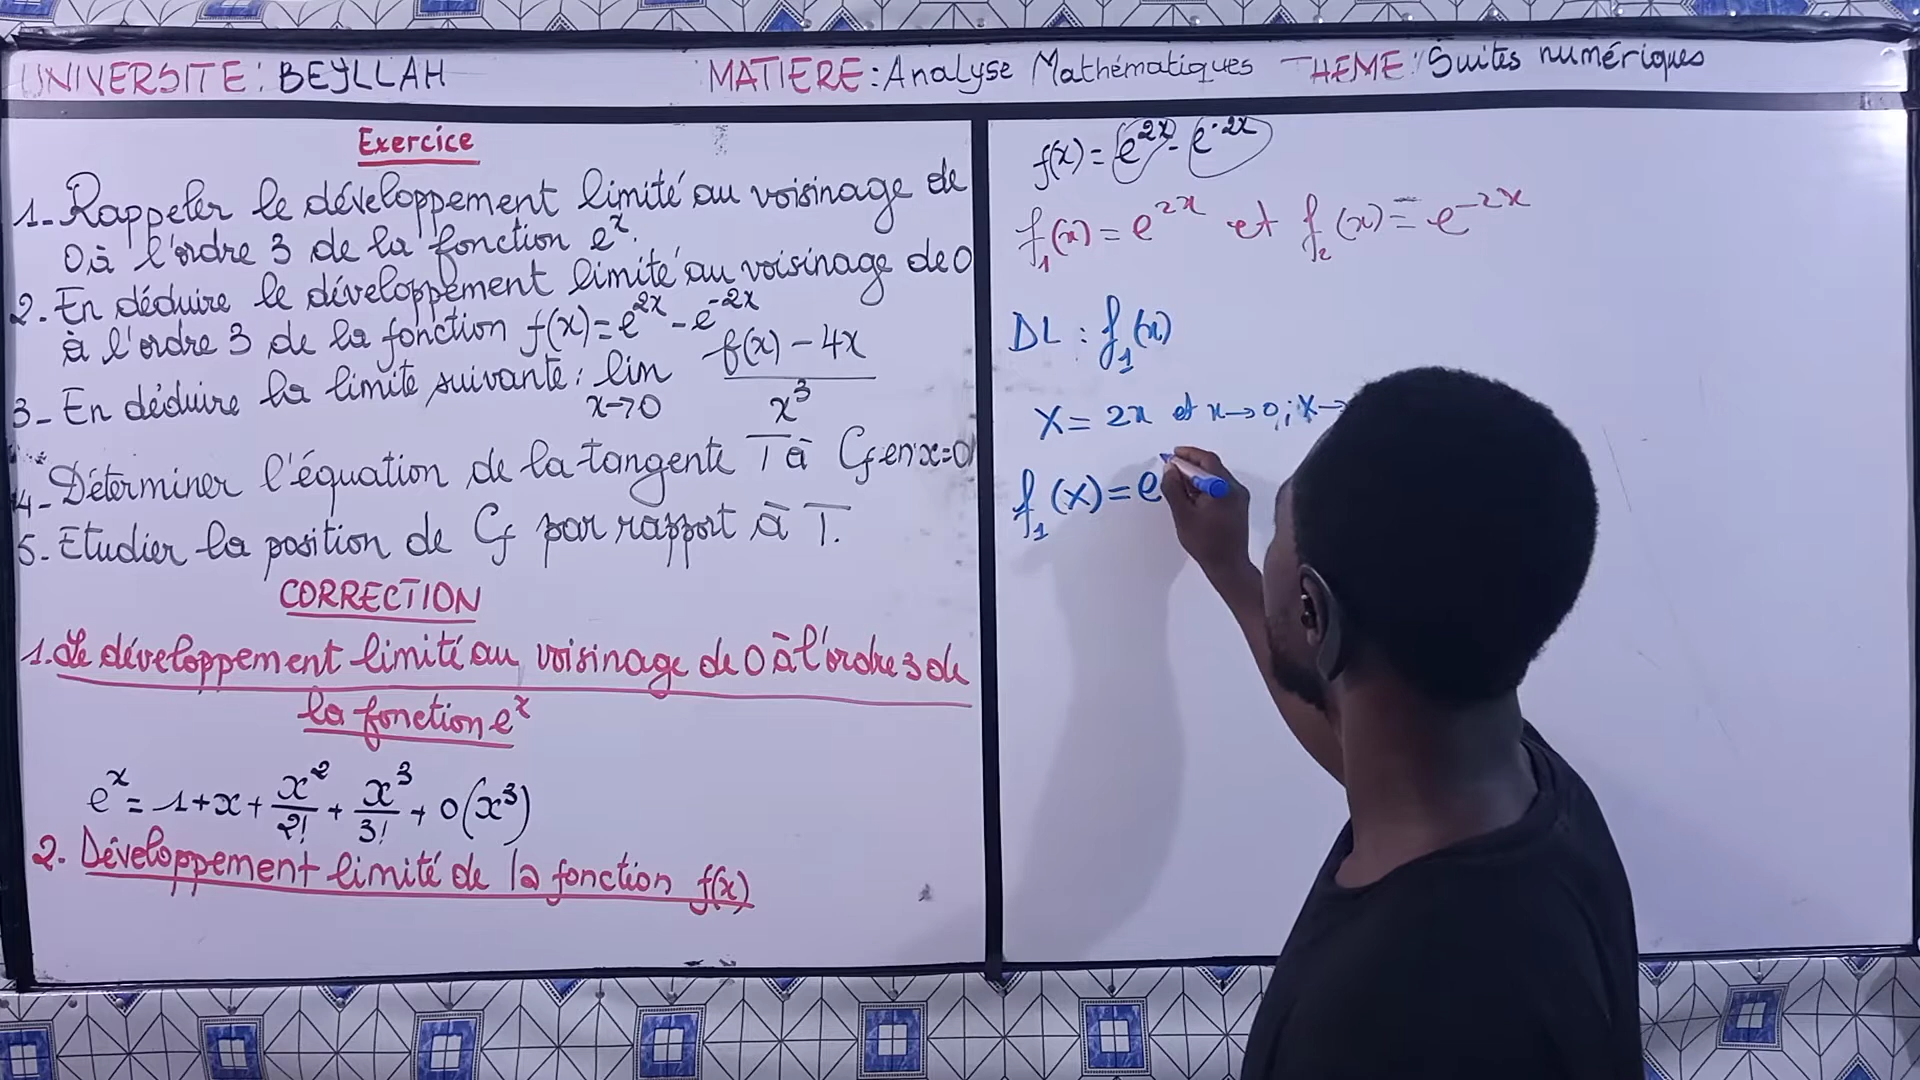 UNIVERSITE: BEYLLAH MATIERE: Analyse Mathématiques THEME: Suites numériques
Exercice
1- Rappeler le développement limité au voisinage de
0 à l'ordre 3 de la fonction e^x.
2. En déduire le développement limité au voisinage de 0
à l'ordre 3 de la fonction f(x)=e^2x - e^-2x
3- En déduire la limite suivante: lim x→0 (f(x) - 4x)/x^3
4- Déterminer l'équation de la tangente T à Cf en x=0
5. Etudier la position de Cf par rapport à T.
CORRECTION
1. Le développement limité au voisinage de 0 à l'ordre 3 de
la fonction e^x
e^x = 1 + x + x^2/2! + x^3/3! + o(x^3)
2. Développement limité de la fonction f(x)
f(x) = e^2x - e^-2x
f1(x) = e^2x et f2(x) = e^-2x
DL : f1(x)
X = 2x et x→0; X→
f1(X) = e